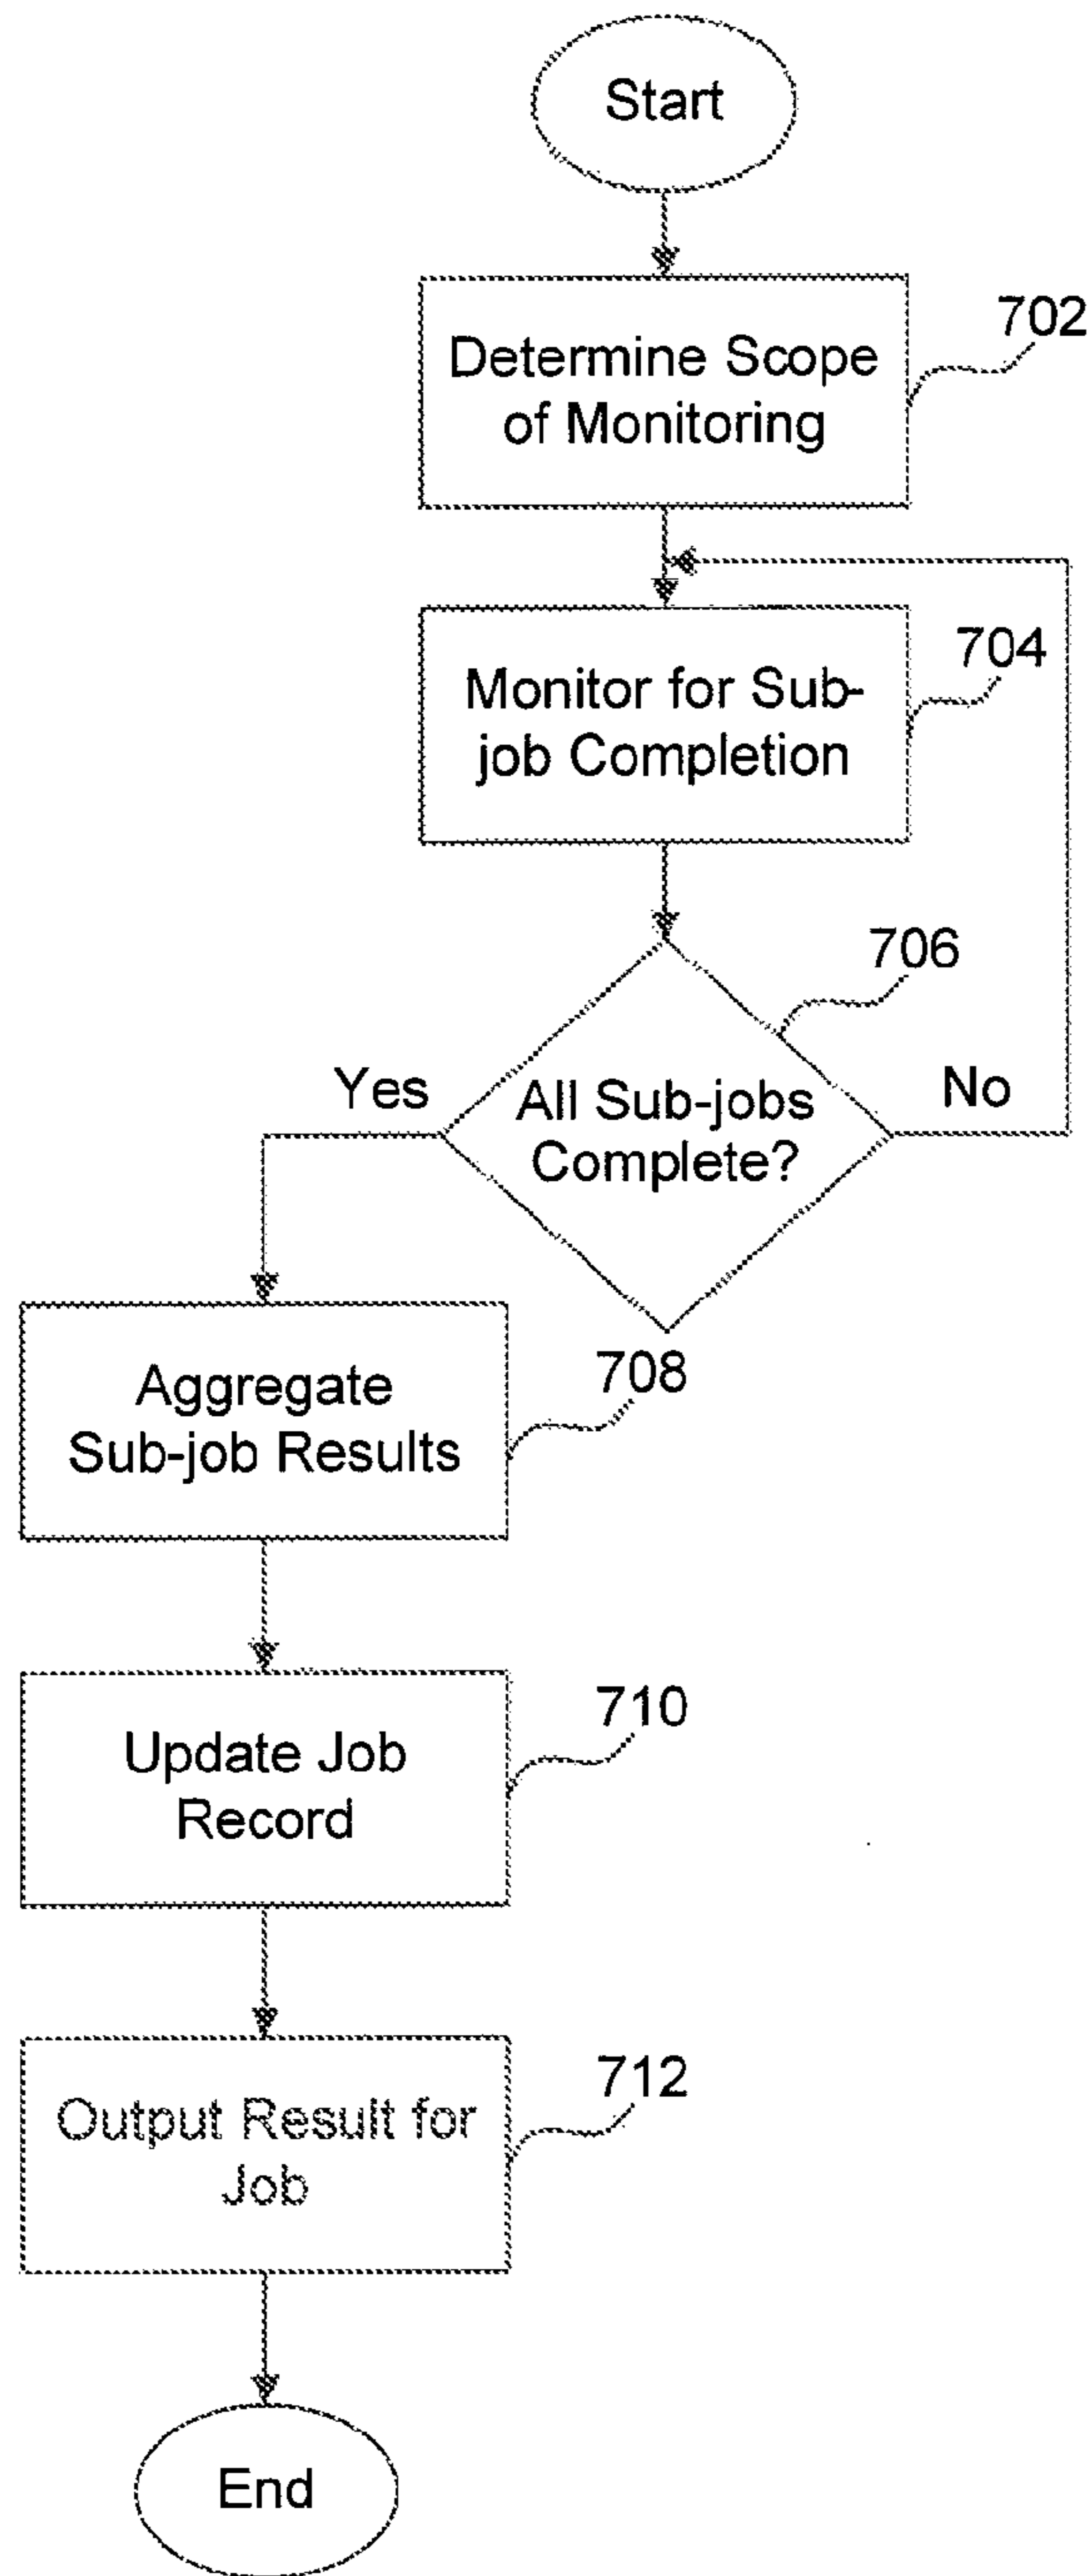 Start
702
Determine Scope
of Monitoring
704
Monitor for Sub-
job Completion
706
Yes
All Sub-jobs
Complete?
No
708
Aggregate
Sub-job Results
710
Update Job
Record
712
Output Result for
Job
End